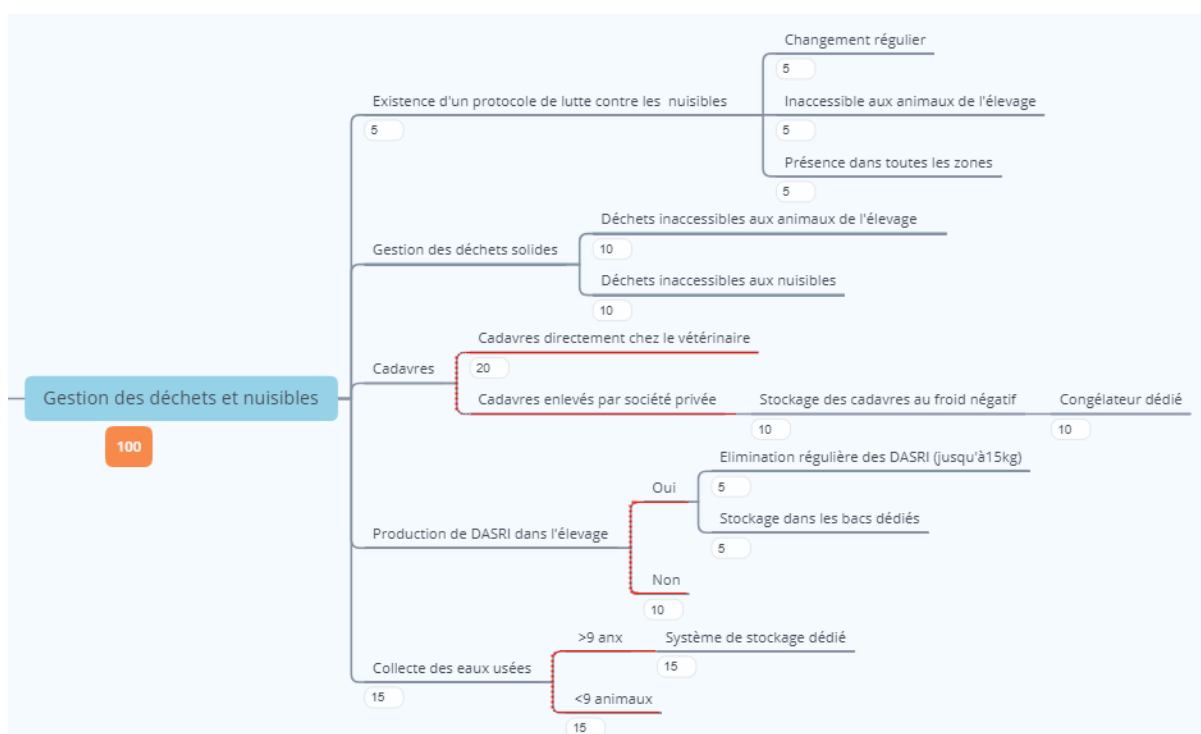 Changement régulier
5
Existence d'un protocole de lutte contre les  nuisibles
5
Inaccessible aux animaux de l'élevage
5
Présence dans toutes les zones
5
Déchets inaccessibles aux animaux de l'élevage
10
Gestion des déchets solides
Déchets inaccessibles aux nuisibles
10
Cadavres directement chez le vétérinaire
20
Cadavres
Cadavres enlevés par société privée
Stockage des cadavres au froid négatif
10
Congélateur dédié
10
Gestion des déchets et nuisibles
100
Elimination régulière des DASRI (jusqu'à15kg)
5
Oui
Stockage dans les bacs dédiés
5
Production de DASRI dans l'élevage
Non
10
>9 anx
Système de stockage dédié
15
Collecte des eaux usées
15
<9 animaux
15